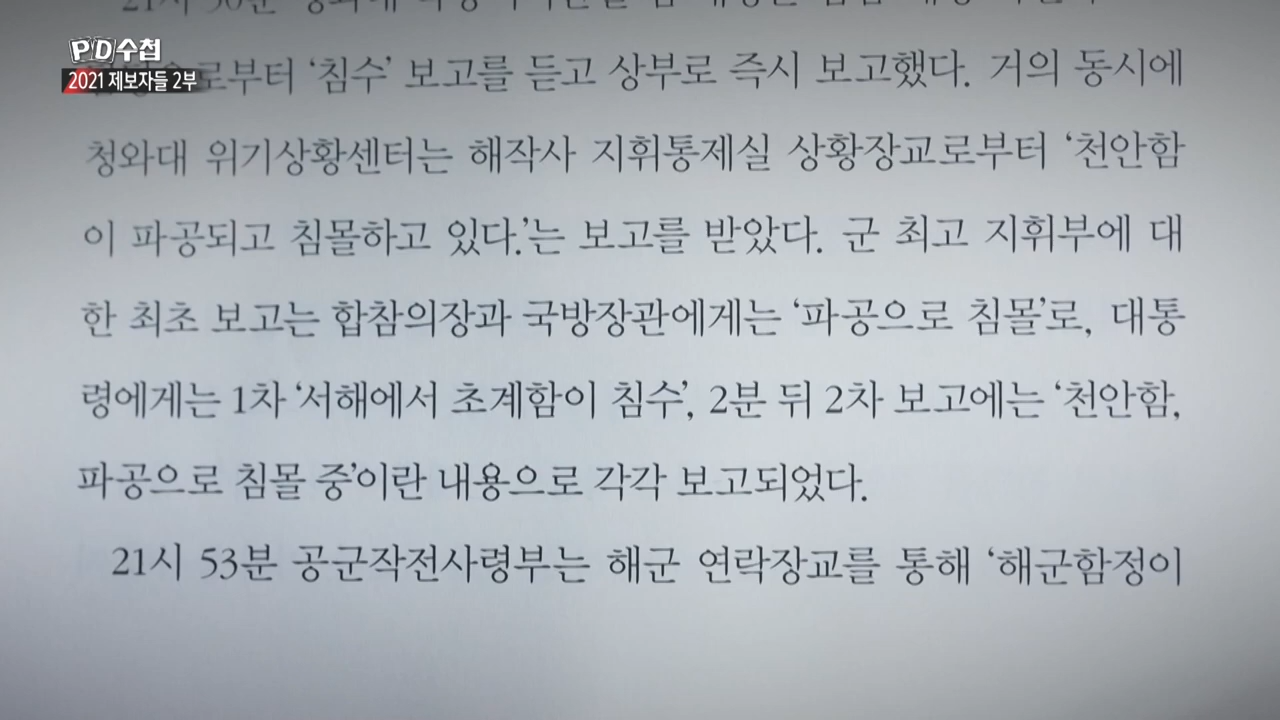 PD수첩
2021 제보자들 2부
로부터 ‘침수’ 보고를 듣고 상부로 즉시 보고했다. 거의 동시에
청와대 위기상황센터는 해작사 지휘통제실 상황장교로부터 ‘천안함
이 파공되고 침몰하고 있다.’는 보고를 받았다. 군 최고 지휘부에 대
한 최초 보고는 합참의장과 국방장관에게는 ‘파공으로 침몰’로, 대통
령에게는 1차 ‘서해에서 초계함이 침수’, 2분 뒤 2차 보고에는 ‘천안함,
파공으로 침몰 중’이란 내용으로 각각 보고되었다.
21시 53분 공군작전사령부는 해군 연락장교를 통해 ‘해군함정이